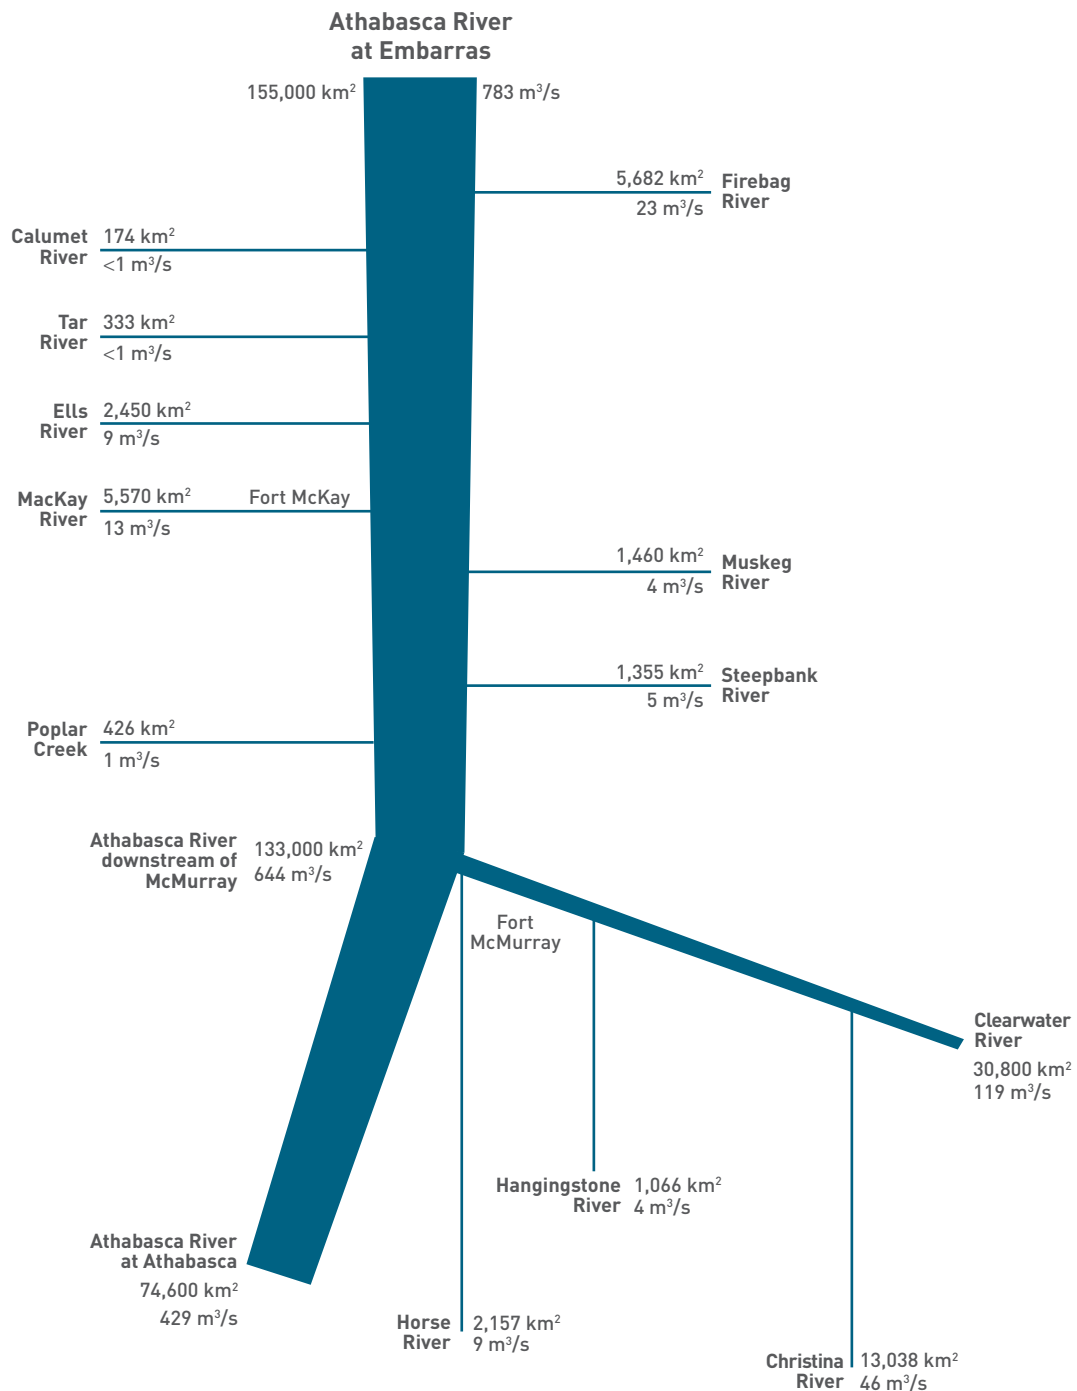 Athabasca River
at Embarras
155,000 km²
783 m³/s
5,682 km²
23 m³/s
Firebag
River
Calumet
River
174 km²
<1 m³/s
Tar
River
333 km²
<1 m³/s
Ells
River
2,450 km²
9 m³/s
MacKay
River
5,570 km²
13 m³/s
Fort McKay
1,460 km²
4 m³/s
Muskeg
River
1,355 km²
5 m³/s
Steepbank
River
Poplar
Creek
426 km²
1 m³/s
Athabasca River
downstream of
McMurray
133,000 km²
644 m³/s
Fort
McMurray
Clearwater
River
30,800 km²
119 m³/s
Hangingstone
River
1,066 km²
4 m³/s
Athabasca River
at Athabasca
74,600 km²
429 m³/s
Horse
River
2,157 km²
9 m³/s
Christina
River
13,038 km²
46 m³/s